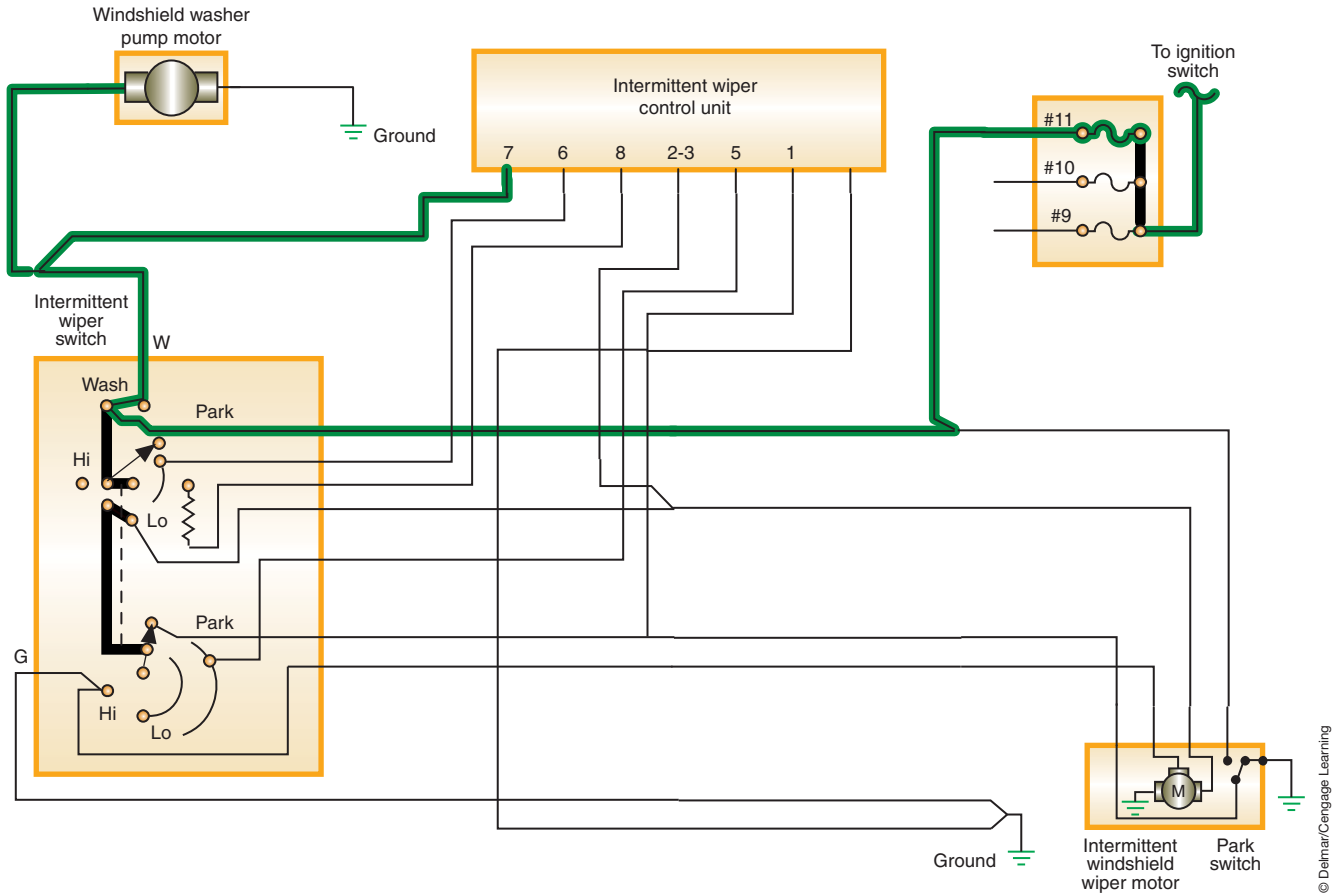 Windshield washer
pump motor
Ground
Intermittent wiper
control unit
7 6 8 2-3 5 1
To ignition
switch
#11
#10
#9
Intermittent
wiper
switch
W
Wash
Park
Hi
Lo
Park
G
Hi
Lo
M
Ground
Intermittent
windshield
wiper motor
Park
switch
© Delmar/Cengage Learning